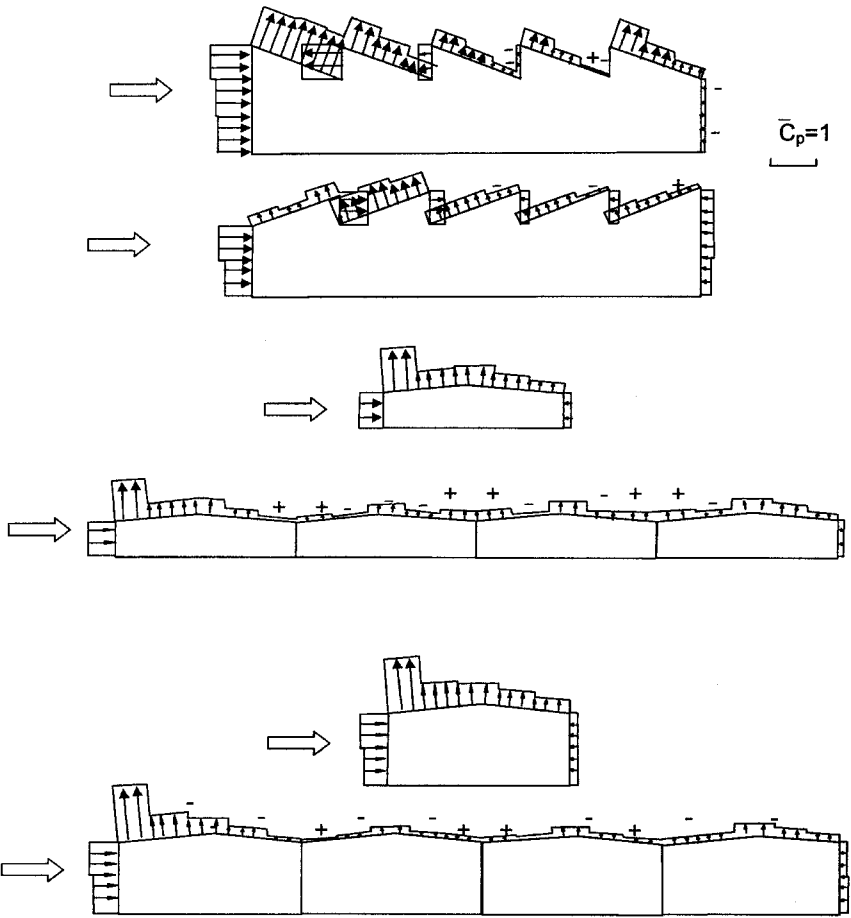 -
- + -
-
-
C̅p=1
- - +
+ + - - - + + - - + + -
- - + - - + + - + - -